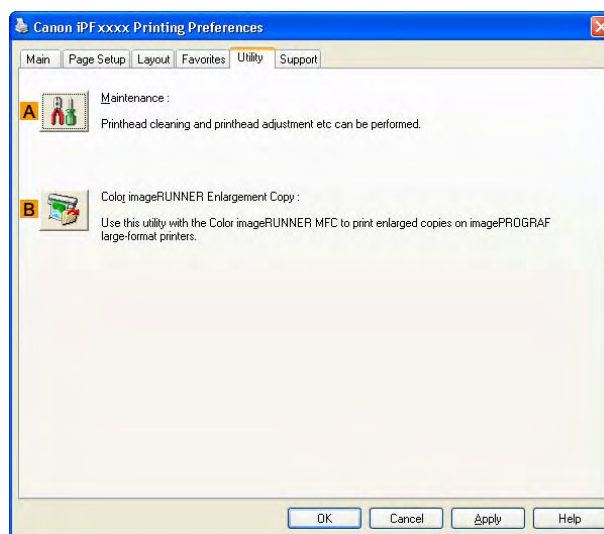 Canon iPFxxxx Printing Preferences
Main Page Setup Layout Favorites Utility Support
A
Maintenance :
Printhead cleaning and printhead adjustment etc can be performed.
B
Color imageRUNNER Enlargement Copy :
Use this utility with the Color imageRUNNER MFC to print enlarged copies on imagePROGRAF
large-format printers.
OK Cancel Apply Help